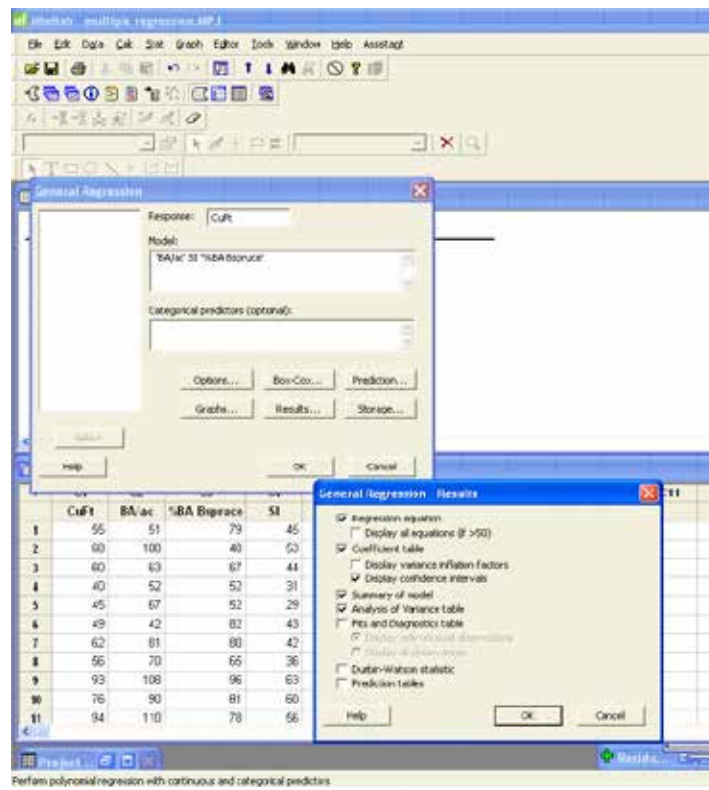 Minitab - multiple regression.MPJ
File Edit Data Calc Stat Graph Editor Tools Window Help Assistant
General Regression
Response: CuFt
Model:
'BA/ac' SI '%BA Bspruce'
Categorical predictors (optional):
Options... Box-Cox... Prediction...
Graphs... Results... Storage...
Select
Help OK Cancel
General Regression - Results
C11
CuFt BA/ac %BA Bspruce SI
1 55 51 79 45
2 60 100 40 53
3 60 63 67 44
4 40 52 52 31
5 45 67 52 29
6 49 42 82 43
7 62 81 80 42
8 56 70 65 36
9 93 108 96 63
10 76 90 81 60
11 94 110 78 56
Regression equation
Display all equations (if >50)
Coefficient table
Display variance inflation factors
Display confidence intervals
Summary of model
Analysis of Variance table
Fits and Diagnostics table
Display only unusual observations
Display all observations
Durbin-Watson statistic
Prediction tables
Help OK Cancel
Project...
Residu...
Perform polynomial regression with continuous and categorical predictors